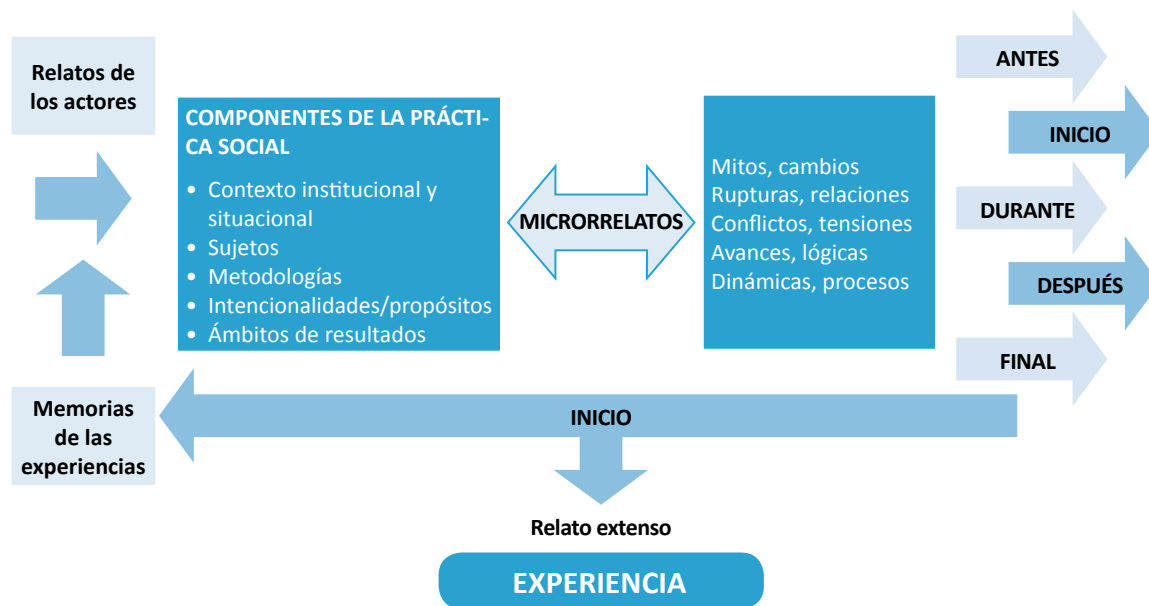 Relatos de
los actores
COMPONENTES DE LA PRÁCTI-
CA SOCIAL
• Contexto institucional y
situacional
• Sujetos
• Metodologías
• Intencionalidades/propósitos
• Ámbitos de resultados
MICRORRELATOS
Mitos, cambios
Rupturas, relaciones
Conflictos, tensiones
Avances, lógicas
Dinámicas, procesos
ANTES
INICIO
DURANTE
DESPUÉS
FINAL
Memorias
de las
experiencias
INICIO
Relato extenso
EXPERIENCIA